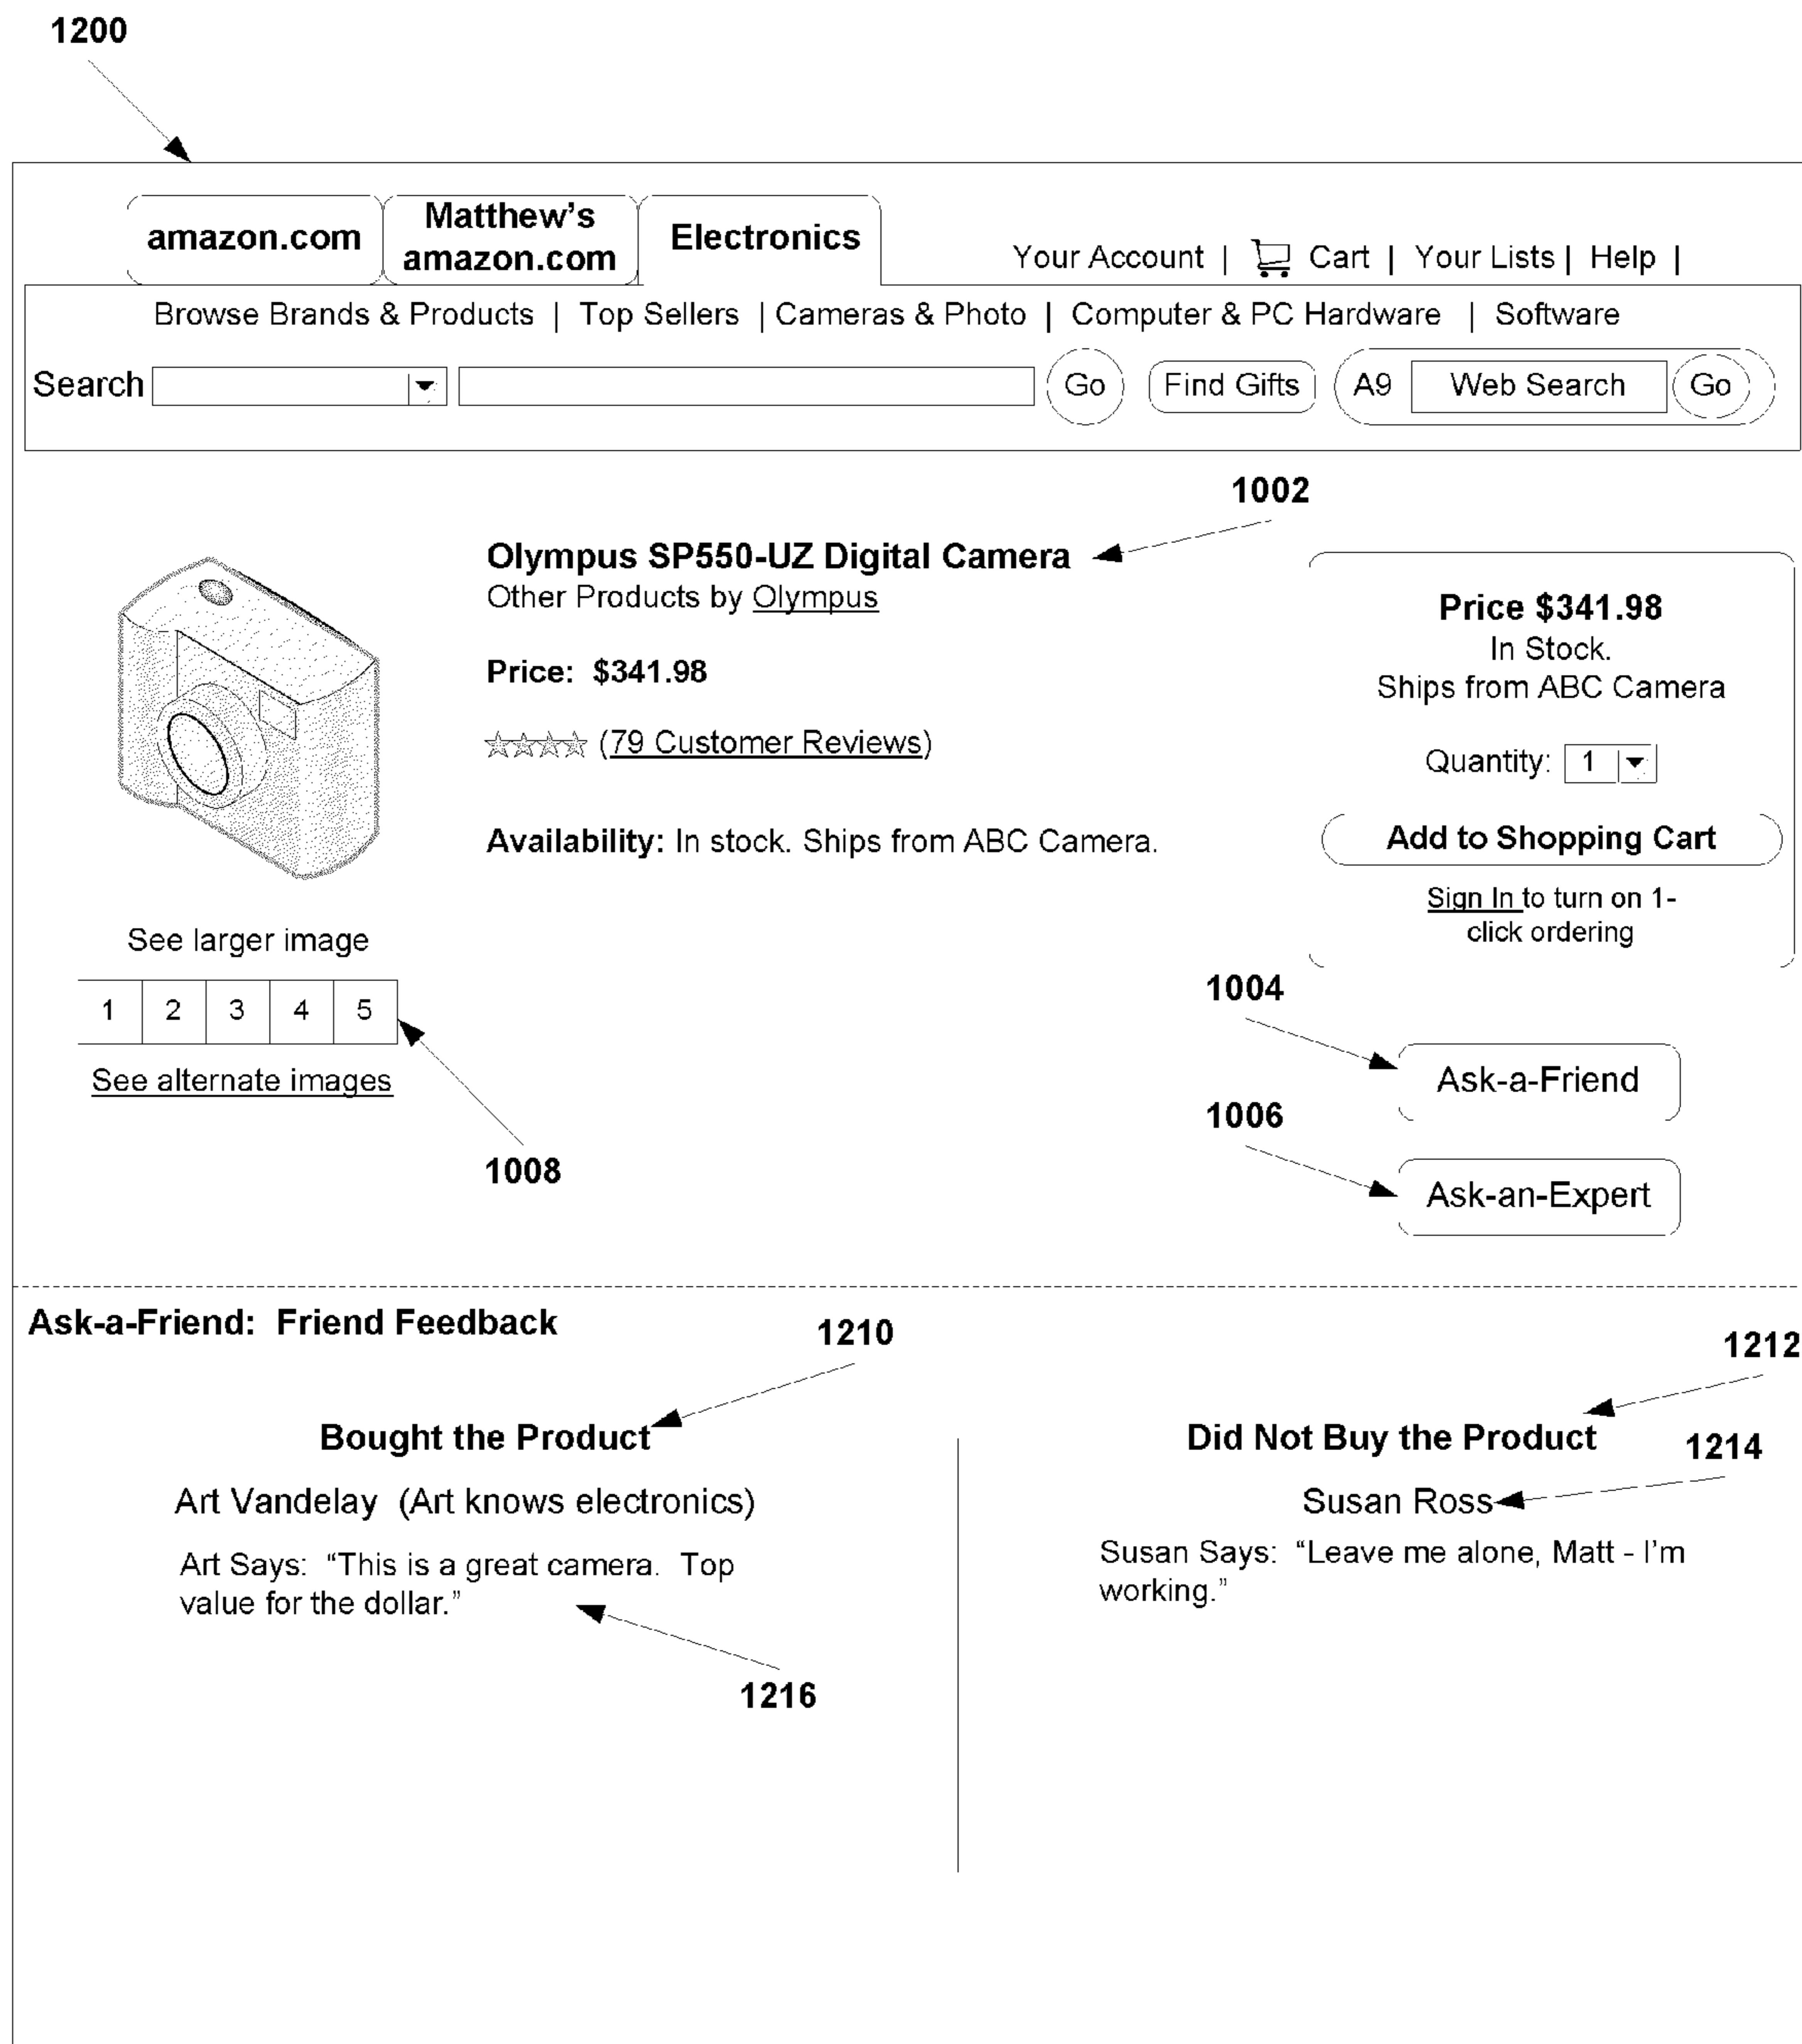 1200
amazon.com
Matthew's
amazon.com
Electronics
Your Account | Cart | Your Lists | Help |
Browse Brands & Products | Top Sellers | Cameras & Photo | Computer & PC Hardware | Software
Search Go Find Gifts A9 Web Search Go
1002
Olympus SP550-UZ Digital Camera
Other Products by Olympus
Price: $341.98
(79 Customer Reviews)
Availability: In stock. Ships from ABC Camera.
Price $341.98
In Stock.
Ships from ABC Camera
Quantity: 1
Add to Shopping Cart
Sign In to turn on 1-
click ordering
See larger image
1 2 3 4 5
See alternate images
1008
1004
Ask-a-Friend
1006
Ask-an-Expert
Ask-a-Friend: Friend Feedback
1210
1212
Bought the Product
Did Not Buy the Product
1214
Art Vandelay (Art knows electronics)
Susan Ross
Art Says: “This is a great camera. Top
value for the dollar.”
Susan Says: “Leave me alone, Matt - I’m
working.”
1216